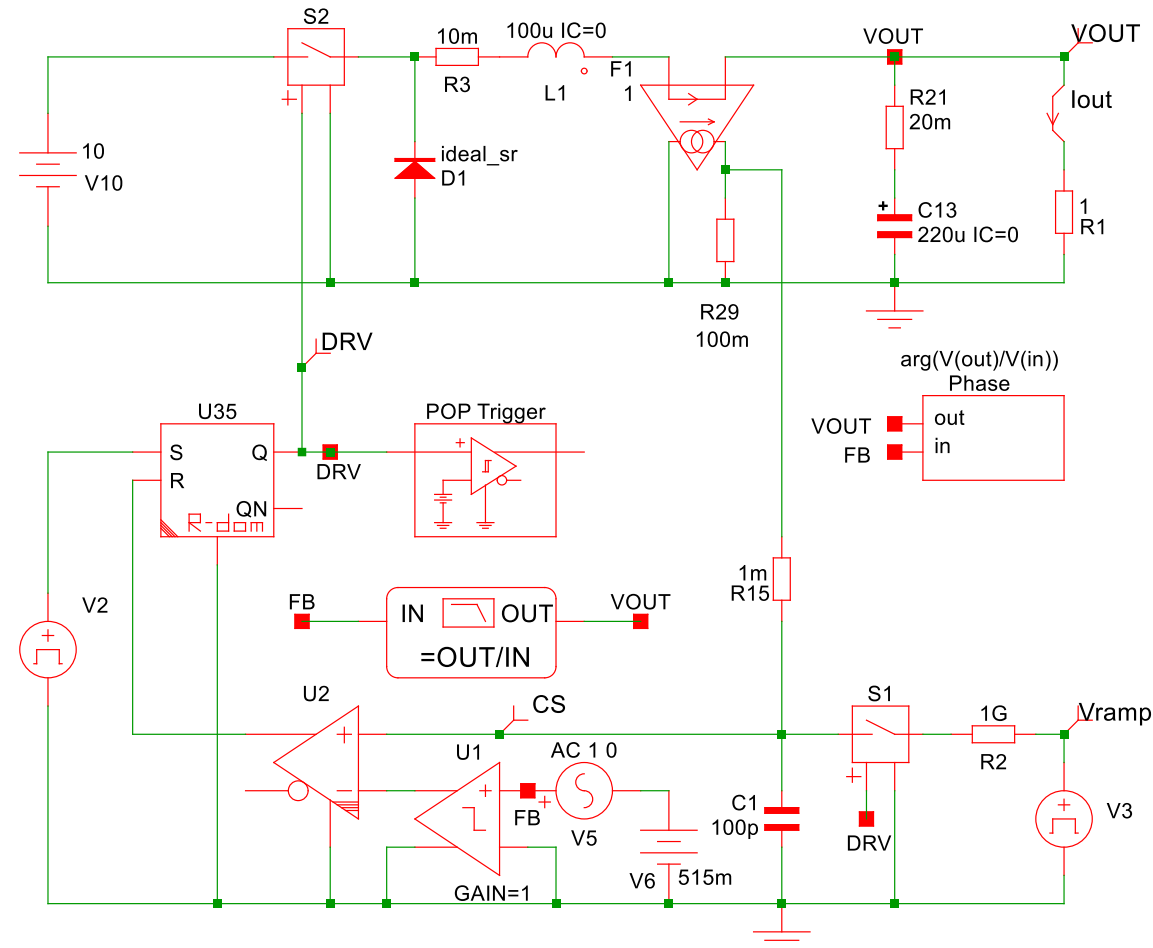 S2
10m
R3
100u IC=0
L1
F1
1
VOUT
VOUT
10
V10
+
ideal_sr
D1
R21
20m
Iout
+
C13
220u IC=0
1
R1
R29
100m
DRV
arg(V(out)/V(in))
Phase
VOUT
out
FB
in
U35
S
Q
R
QN
R-dom
DRV
POP Trigger
+
1m
R15
V2
+
FB
IN
OUT
VOUT
=OUT/IN
U2
+
−
CS
U1
+
AC 1 0
+
FB
V5
GAIN=1
V6
515m
C1
100p
S1
+
DRV
1G
R2
Vramp
+
V3